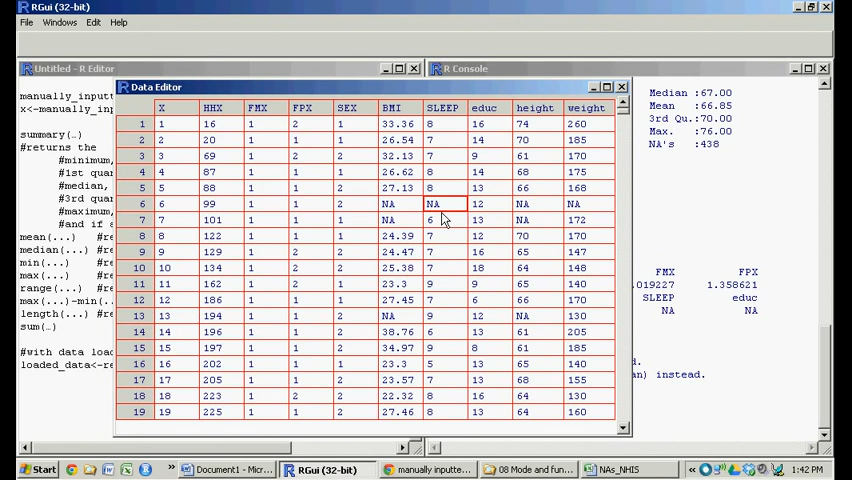 RGui (32-bit)
File Windows Edit Help
Untitled - R Editor
R Console
manually_inputt
x<-manually_inp
summary(…)
#returns the
#minimum,
#1st quar
#median,
#3rd quar
#maximum,
#and if a
mean(...) #re
median(...) #r
min(...) #re
max(...) #re
range(...) #re
max(...)-min(..
length(...) #re
sum(…)
#with data load
loaded_data<-re
Data Editor
X HHX FMX FPX SEX BMI SLEEP educ height weight
1 1 16 1 2 1 33.36 8 16 74 260
2 2 20 1 1 1 26.54 7 14 70 185
3 3 69 1 2 2 32.13 7 9 61 170
4 4 87 1 1 1 26.62 8 14 68 175
5 5 88 1 1 2 27.13 8 13 66 168
6 6 99 1 1 2 NA NA 12 NA NA
7 7 101 1 1 1 NA 6 13 NA 172
8 8 122 1 1 1 24.39 7 12 70 170
9 9 129 1 2 2 24.47 7 16 65 147
10 10 134 1 2 2 25.38 7 18 64 148
11 11 162 1 2 2 23.3 9 9 65 140
12 12 186 1 1 1 27.45 7 6 66 170
13 13 194 1 1 2 NA 9 12 NA 130
14 14 196 1 1 2 38.76 6 13 61 205
15 15 197 1 1 2 34.97 9 8 61 185
16 16 202 1 1 2 23.3 5 13 65 140
17 17 205 1 1 2 23.57 7 13 68 155
18 18 223 1 2 2 22.32 8 16 64 130
19 19 225 1 1 2 27.46 8 13 64 160
Median :67.00
Mean :66.85
3rd Qu.:70.00
Max. :76.00
NA's :438
FMX FPX
.019227 1.358621
SLEEP educ
NA NA
d.
an) instead.
Start Document1 - Micr... RGui (32-bit) manually inputte... 08 Mode and fun... NAs_NHIS 1:42 PM